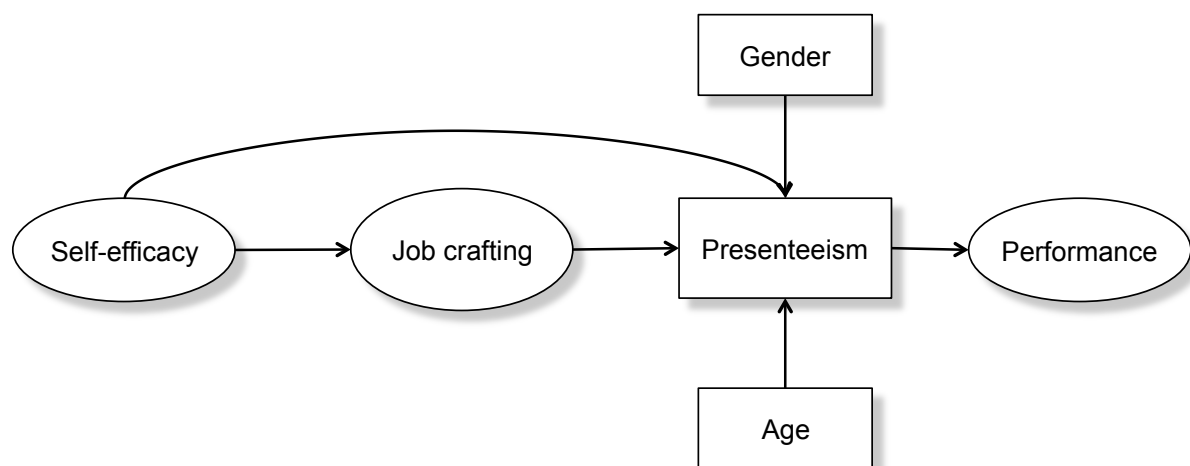 Gender
Self-efficacy
Job crafting
Presenteeism
Performance
Age